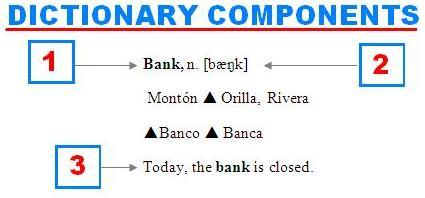 DICTIONARY COMPONENTS
1 Bank, n. [bæŋk] 2
Montón ▲ Orilla, Rivera
▲Banco ▲ Banca
3 Today, the bank is closed.